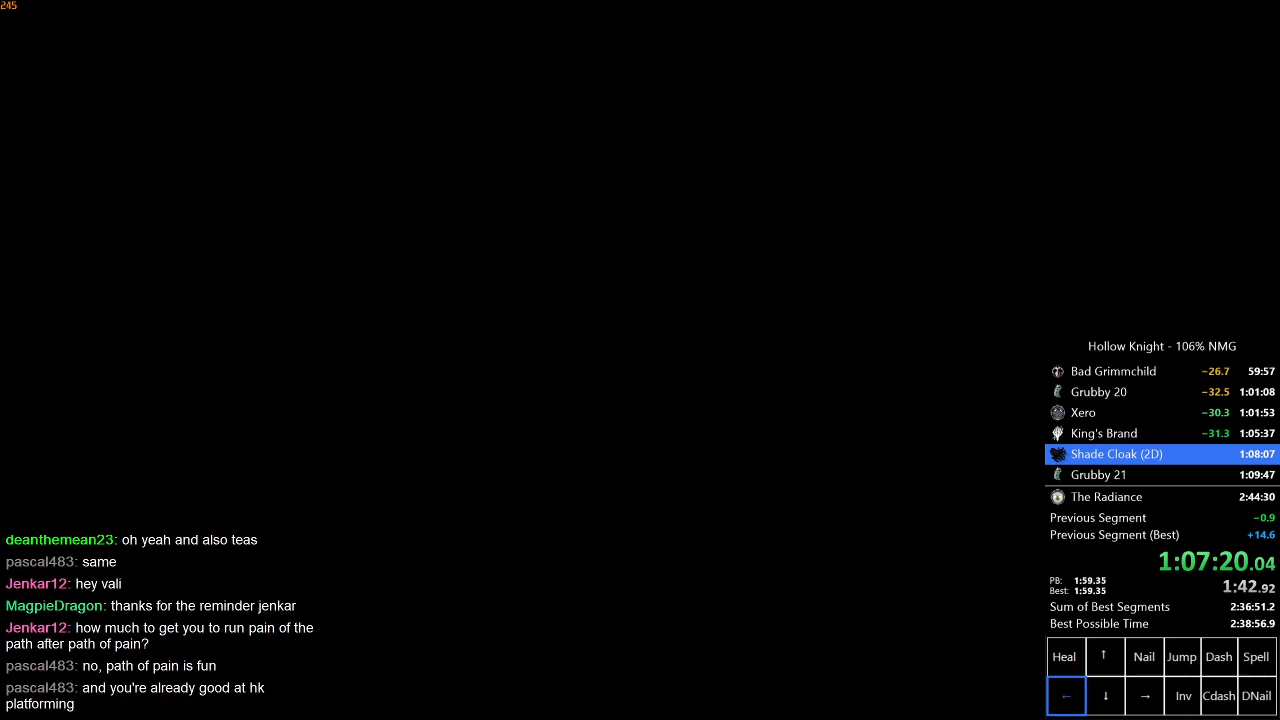 245
Hollow Knight - 106% NMG
Bad Grimmchild −26.7 59:57
Grubby 20 −32.5 1:01:08
Xero −30.3 1:01:53
King's Brand −31.3 1:05:37
Shade Cloak (2D) 1:08:07
Grubby 21 1:09:47
The Radiance 2:44:30
Previous Segment −0.9
Previous Segment (Best) +14.6
1:07:20.04
PB: 1:59.35
Best: 1:59.35
1:42.92
Sum of Best Segments 2:36:51.2
Best Possible Time 2:38:56.9
Heal ↑ Nail Jump Dash Spell
← ↓ → Inv Cdash DNail
deanthemean23: oh yeah and also teas
pascal483: same
Jenkar12: hey vali
MagpieDragon: thanks for the reminder jenkar
Jenkar12: how much to get you to run pain of the
path after path of pain?
pascal483: no, path of pain is fun
pascal483: and you're already good at hk
platforming